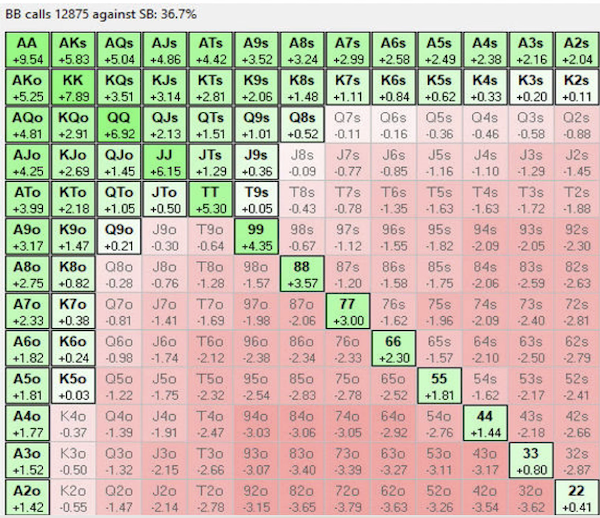 BB calls 12875 against SB: 36.7%
AA AKs AQs AJs ATs A9s A8s A7s A6s A5s A4s A3s A2s
+9.54 +5.83 +5.04 +4.86 +4.42 +3.52 +3.24 +2.99 +2.58 +2.49 +2.38 +2.16 +2.04
AKo KK KQs KJs KTs K9s K8s K7s K6s K5s K4s K3s K2s
+5.25 +7.89 +3.51 +3.14 +2.81 +2.06 +1.48 +1.11 +0.84 +0.62 +0.33 +0.20 +0.11
AQo KQo QQ QJs QTs Q9s Q8s Q7s Q6s Q5s Q4s Q3s Q2s
+4.81 +2.91 +6.92 +2.13 +1.51 +1.01 +0.52 -0.11 -0.16 -0.36 -0.46 -0.58 -0.88
AJo KJo QJo JJ JTs J9s J8s J7s J6s J5s J4s J3s J2s
+4.25 +2.69 +1.45 +6.15 +1.29 +0.36 -0.09 -0.77 -0.85 -1.16 -1.10 -1.29 -1.45
ATo KTo QTo JTo TT T9s T8s T7s T6s T5s T4s T3s T2s
+3.99 +2.18 +1.05 +0.50 +5.30 +0.05 -0.43 -0.78 -1.35 -1.63 -1.63 -1.72 -1.88
A9o K9o Q9o J9o T9o 99 98s 97s 96s 95s 94s 93s 92s
+3.17 +1.47 +0.21 -0.30 -0.64 +4.35 -0.67 -1.12 -1.55 -1.82 -2.09 -2.05 -2.30
A8o K8o Q8o J8o T8o 98o 88 87s 86s 85s 84s 83s 82s
+2.75 +0.82 -0.28 -0.76 -1.28 -1.57 +3.57 -1.20 -1.58 -1.75 -2.06 -2.59 -2.63
A7o K7o Q7o J7o T7o 97o 87o 77 76s 75s 74s 73s 72s
+2.33 +0.38 -0.81 -1.41 -1.69 -1.98 -2.06 +3.00 -1.62 -1.96 -2.09 -2.40 -2.81
A6o K6o Q6o J6o T6o 96o 86o 76o 66 65s 64s 63s 62s
+1.82 +0.24 -0.98 -1.74 -2.12 -2.38 -2.34 -2.33 +2.30 -1.57 -2.10 -2.50 -2.79
A5o K5o Q5o J5o T5o 95o 85o 75o 65o 55 54s 53s 52s
+1.81 +0.03 -1.22 -1.75 -2.32 -2.54 -2.83 -2.78 -2.52 +1.81 -1.62 -2.17 -2.41
A4o K4o Q4o J4o T4o 94o 84o 74o 64o 54o 44 43s 42s
+1.77 -0.37 -1.39 -1.91 -2.47 -3.03 -3.06 -3.05 -2.92 -2.76 +1.44 -2.18 -2.66
A3o K3o Q3o J3o T3o 93o 83o 73o 63o 53o 43o 33 32s
+1.52 -0.50 -1.32 -2.15 -2.66 -3.07 -3.40 -3.39 -3.27 -3.11 -3.17 +0.80 -2.87
A2o K2o Q2o J2o T2o 92o 82o 72o 62o 52o 42o 32o 22
+1.42 -0.55 -1.47 -2.14 -2.78 -3.15 -3.65 -3.79 -3.63 -3.26 -3.54 -3.62 +0.41